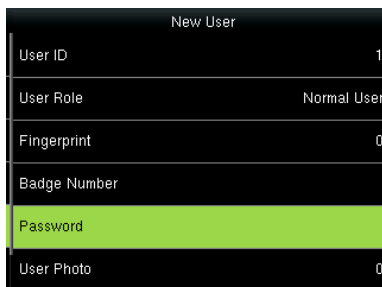 New User
User ID 1
User Role Normal User
Fingerprint 0
Badge Number
Password
User Photo 0